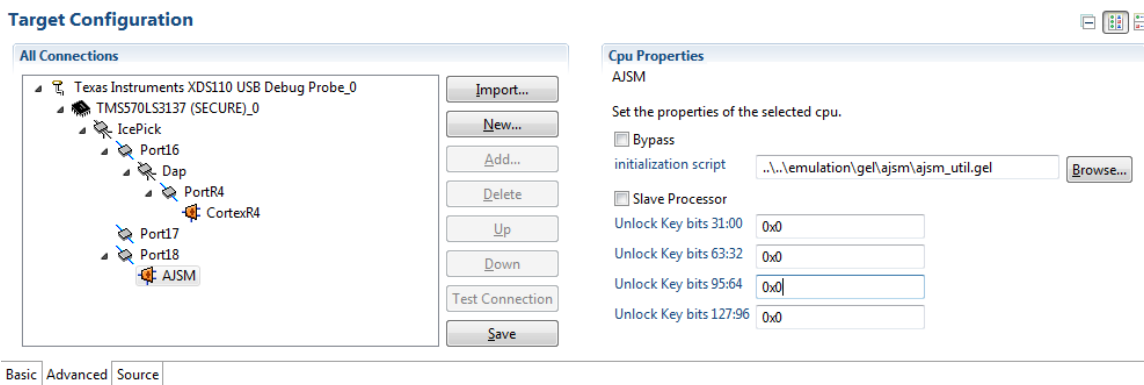 Target Configuration
All Connections
Texas Instruments XDS110 USB Debug Probe_0
TMS570LS3137 (SECURE)_0
IcePick
Port16
Dap
PortR4
CortexR4
Port17
Port18
AJSM
Import...
New...
Add...
Delete
Up
Down
Test Connection
Save
Cpu Properties
AJSM
Set the properties of the selected cpu.
Bypass
initialization script ..\..\emulation\gel\ajsm\ajsm_util.gel Browse...
Slave Processor
Unlock Key bits 31:00 0x0
Unlock Key bits 63:32 0x0
Unlock Key bits 95:64 0x0
Unlock Key bits 127:96 0x0
Basic Advanced Source